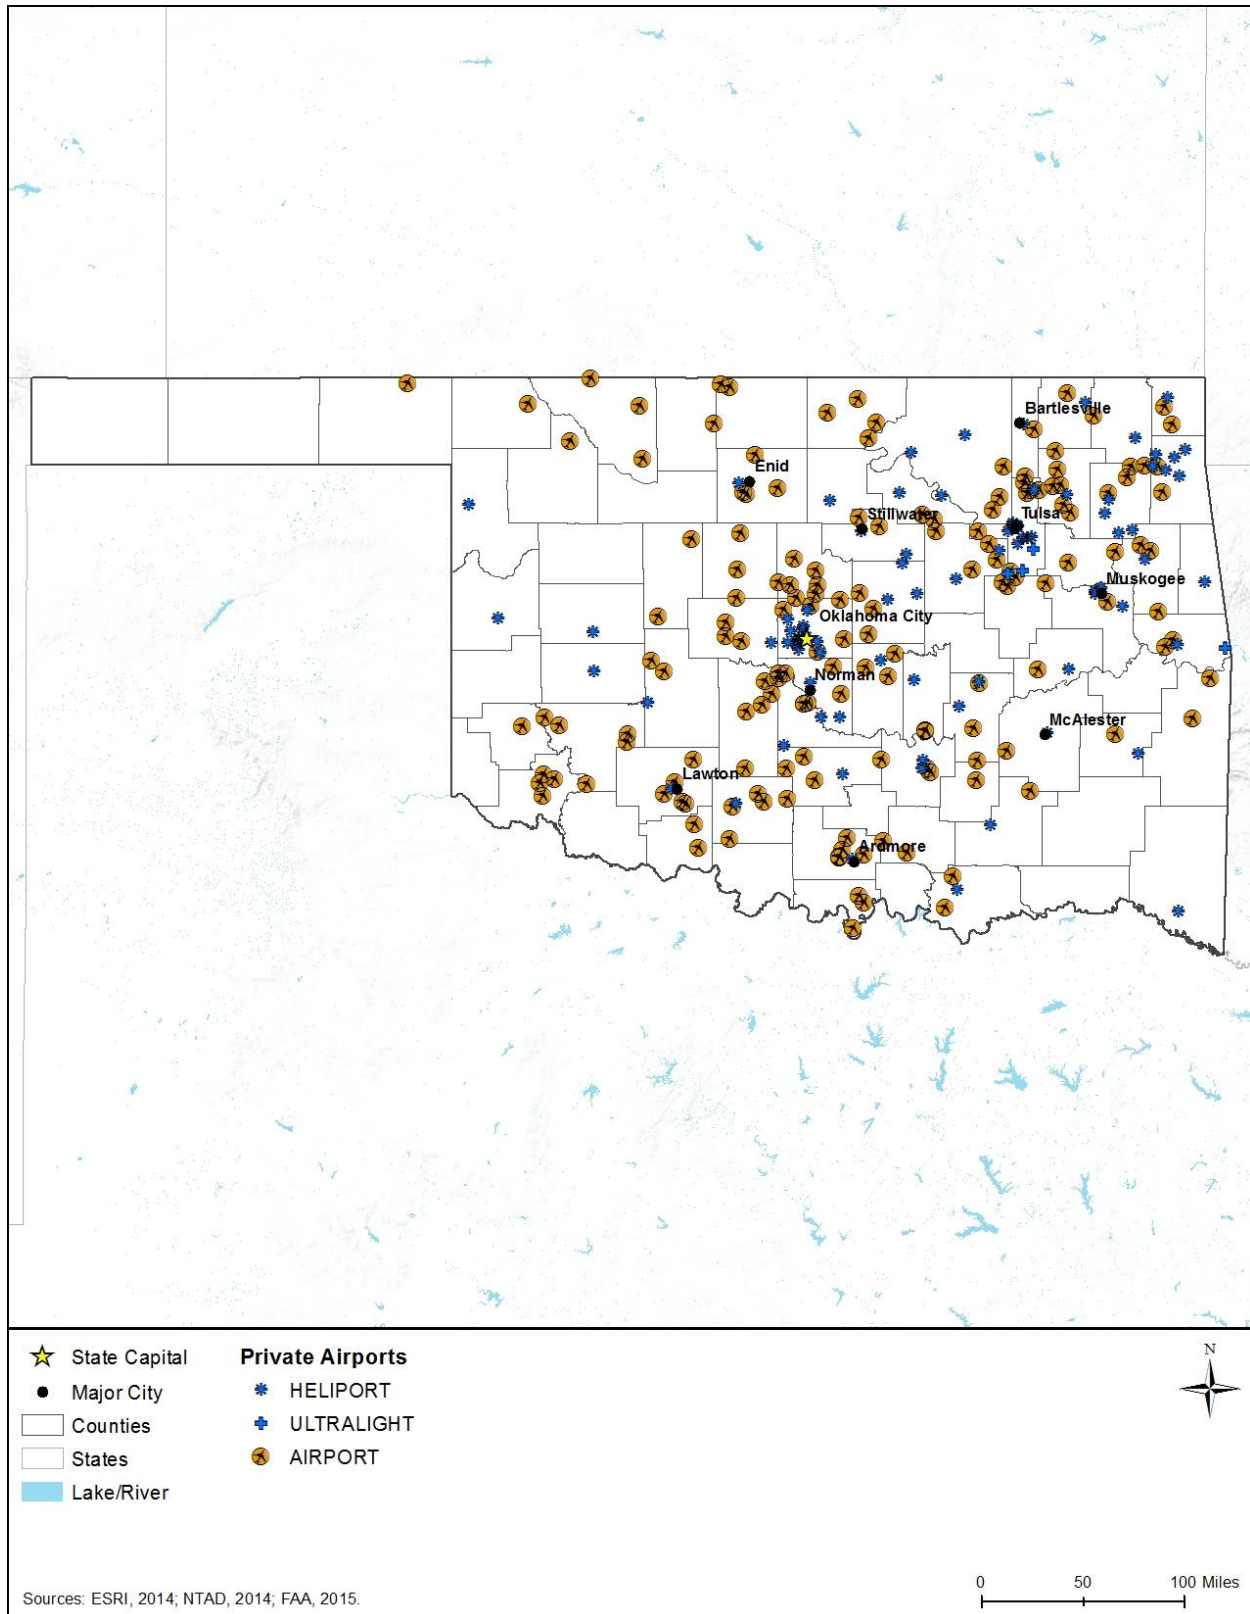 Bartlesville
Enid
Stillwater
Tulsa
Muskogee
Oklahoma City
Norman
McAlester
Lawton
Ardmore
State Capital
Major City
Counties
States
Lake/River
Private Airports
HELIPORT
ULTRALIGHT
AIRPORT
N
Sources: ESRI, 2014; NTAD, 2014; FAA, 2015.
0 50 100 Miles